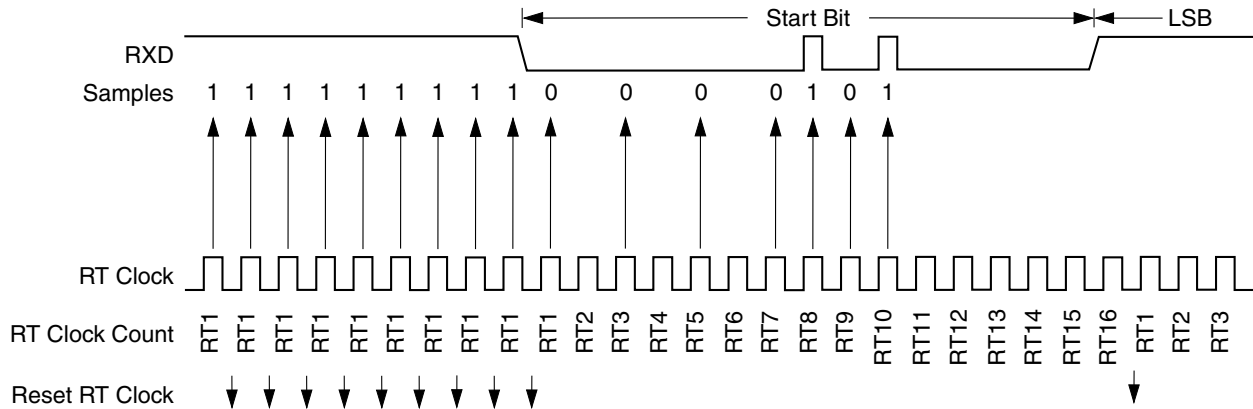 Start Bit LSB
RXD
Samples 1 1 1 1 1 1 1 1 1 0 0 0 0 1 0 1
RT Clock
RT Clock Count RT1 RT1 RT1 RT1 RT1 RT1 RT1 RT1 RT1 RT1 RT2 RT3 RT4 RT5 RT6 RT7 RT8 RT9 RT10 RT11 RT12 RT13 RT14 RT15 RT16 RT1 RT2 RT3
Reset RT Clock